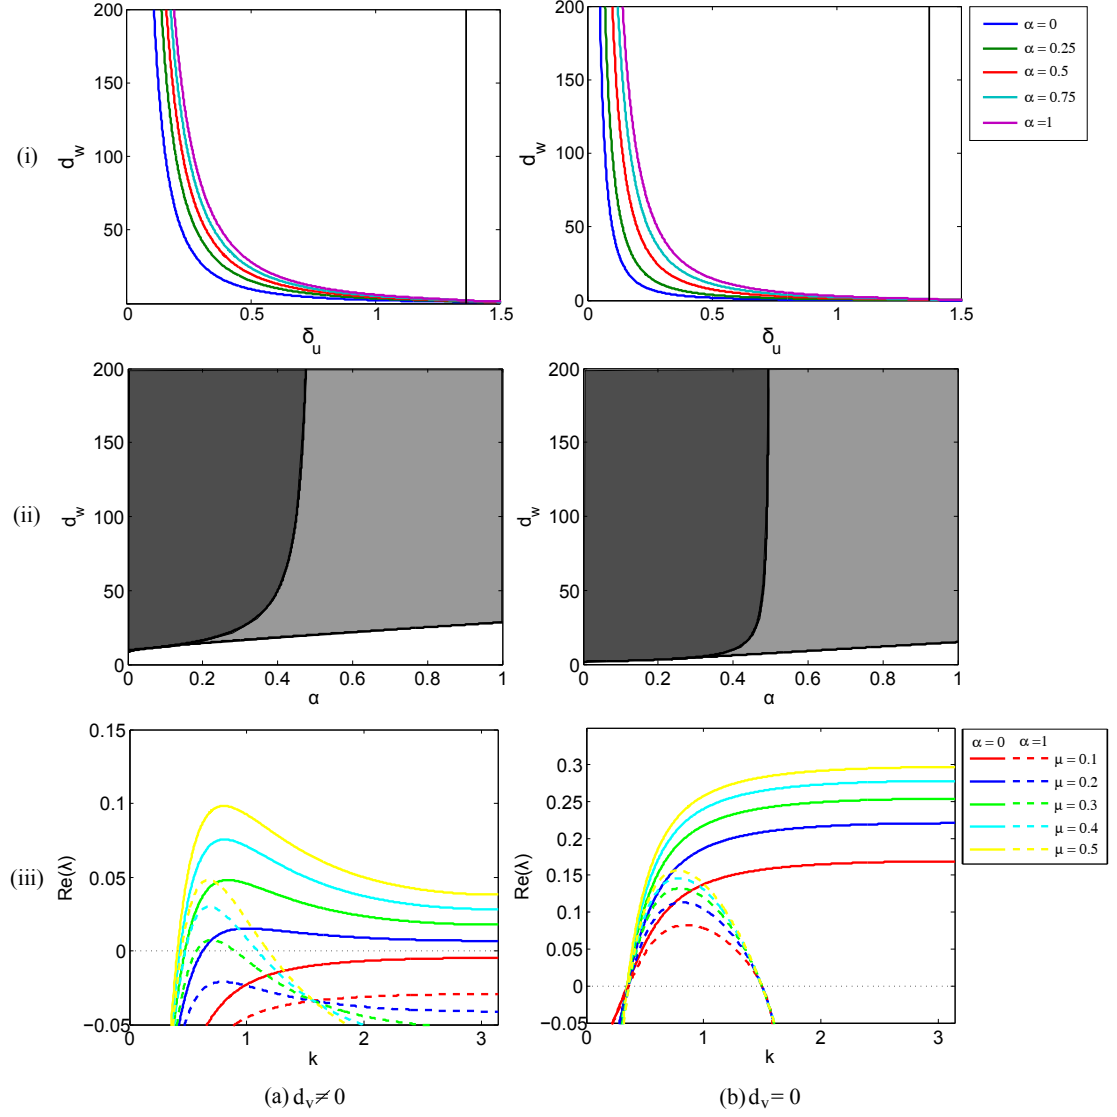 (i)
d_w
200
150
100
50
0
0.5
1
1.5
δ_u
d_w
200
150
100
50
0
0
0.5
1
1.5
δ_u
α = 0
α = 0.25
α = 0.5
α = 0.75
α =1
(ii)
d_w
200
150
100
50
0
0
0.2
0.4
0.6
0.8
1
α
d_w
200
150
100
50
0
0
0.2
0.4
0.6
0.8
1
α
(iii)
Re(λ)
0.15
0.1
0.05
0
−0.05
0
1
2
3
k
Re(λ)
0.3
0.25
0.2
0.15
0.1
0.05
0
−0.05
0
1
2
3
k
α = 0 α = 1
μ = 0.1
μ = 0.2
μ = 0.3
μ = 0.4
μ = 0.5
(a) d_v ≠ 0
(b) d_v = 0